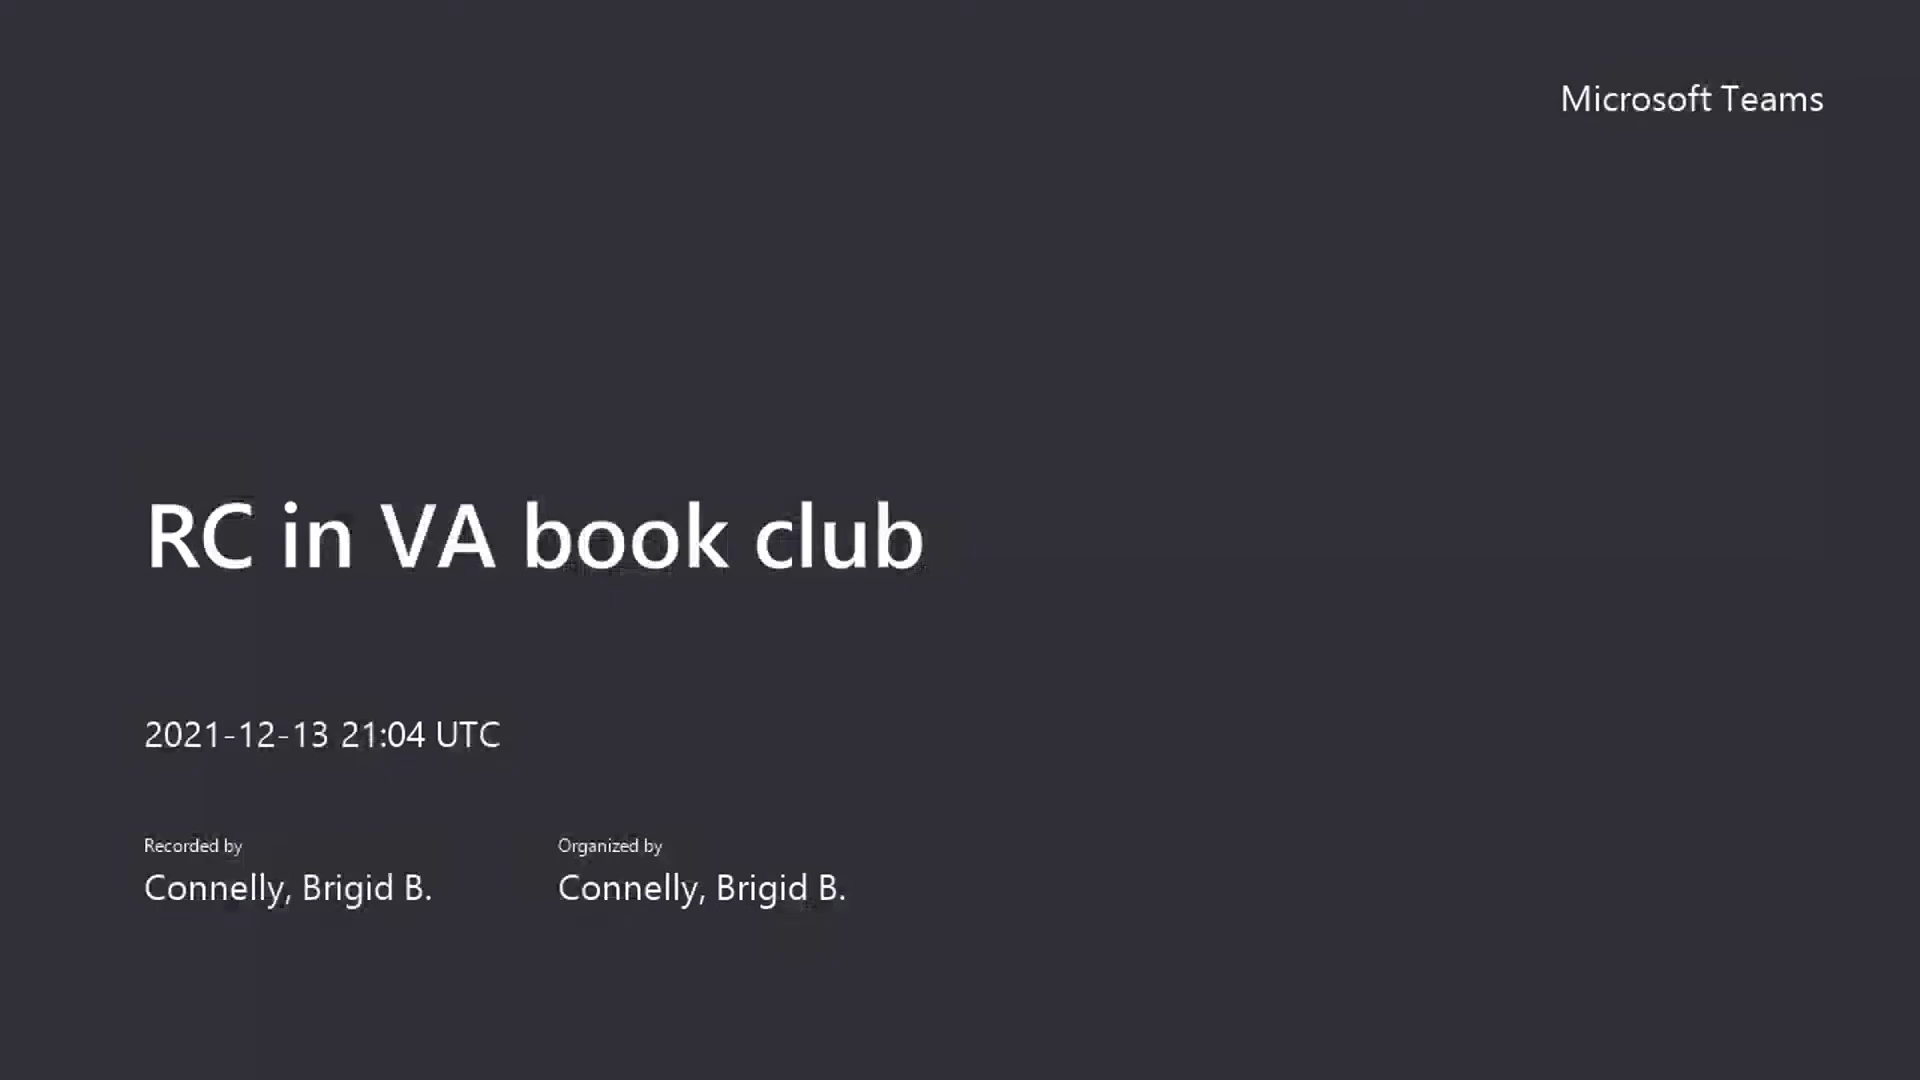 Microsoft Teams
RC in VA book club
2021-12-13 21:04 UTC
Recorded by
Connelly, Brigid B.
Organized by
Connelly, Brigid B.